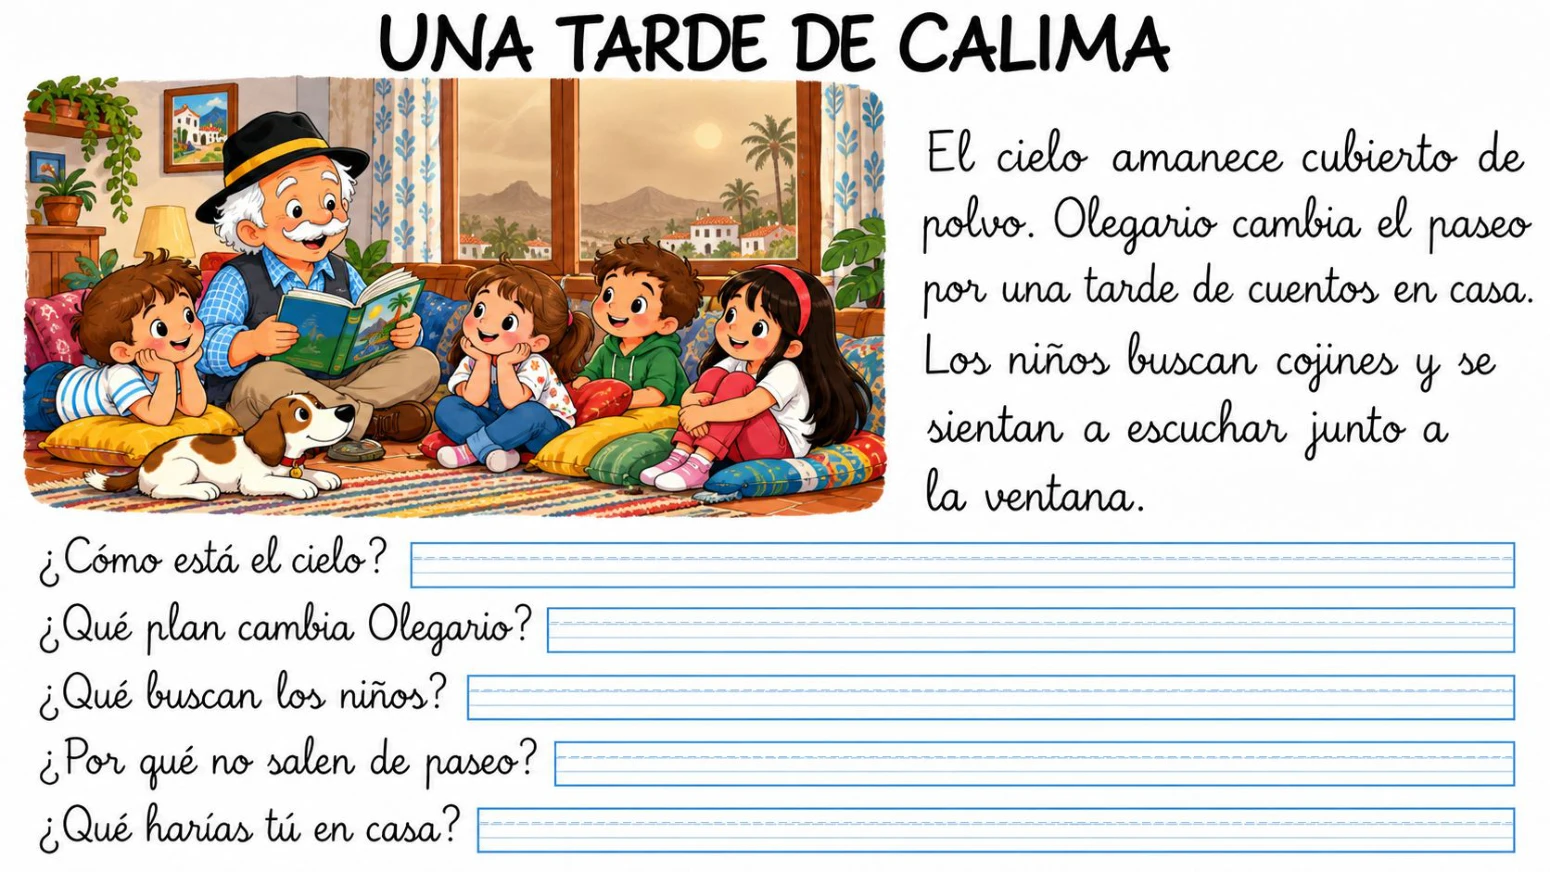 UNA TARDE DE CALIMA
El cielo amanece cubierto de
polvo. Olegario cambia el paseo
por una tarde de cuentos en casa.
Los niños buscan cojines y se
sientan a escuchar junto a
la ventana.
¿Cómo está el cielo?
¿Qué plan cambia Olegario?
¿Qué buscan los niños?
¿Por qué no salen de paseo?
¿Qué harías tú en casa?